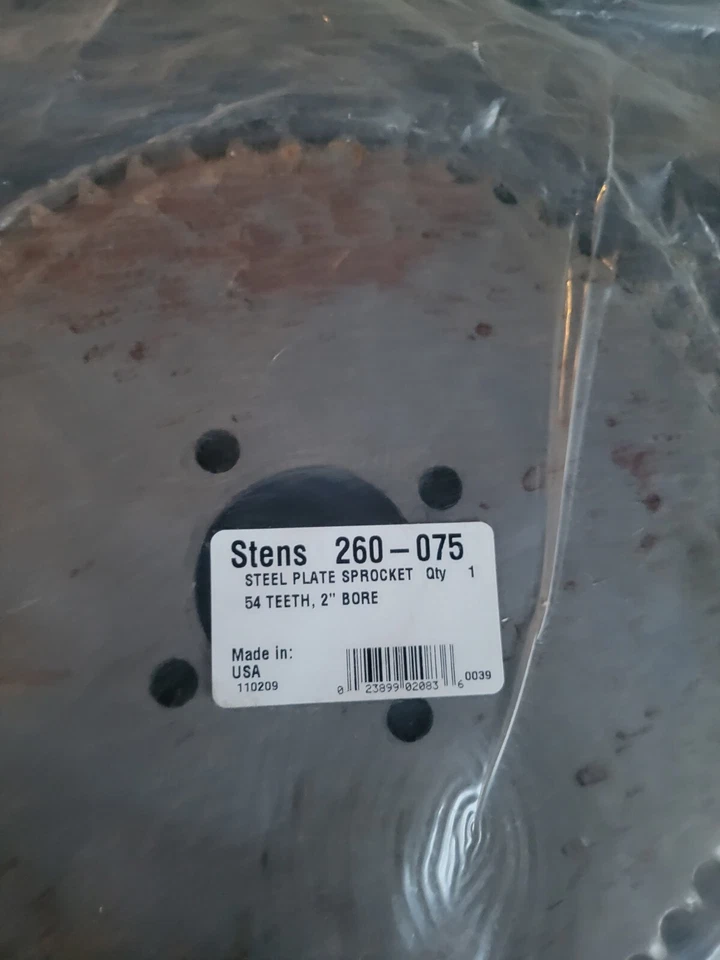 Stens 260-075
STEEL PLATE SPROCKET Qty 1
54 TEETH, 2" BORE
Made in:
USA
110209
0 23899 02083 6 0039